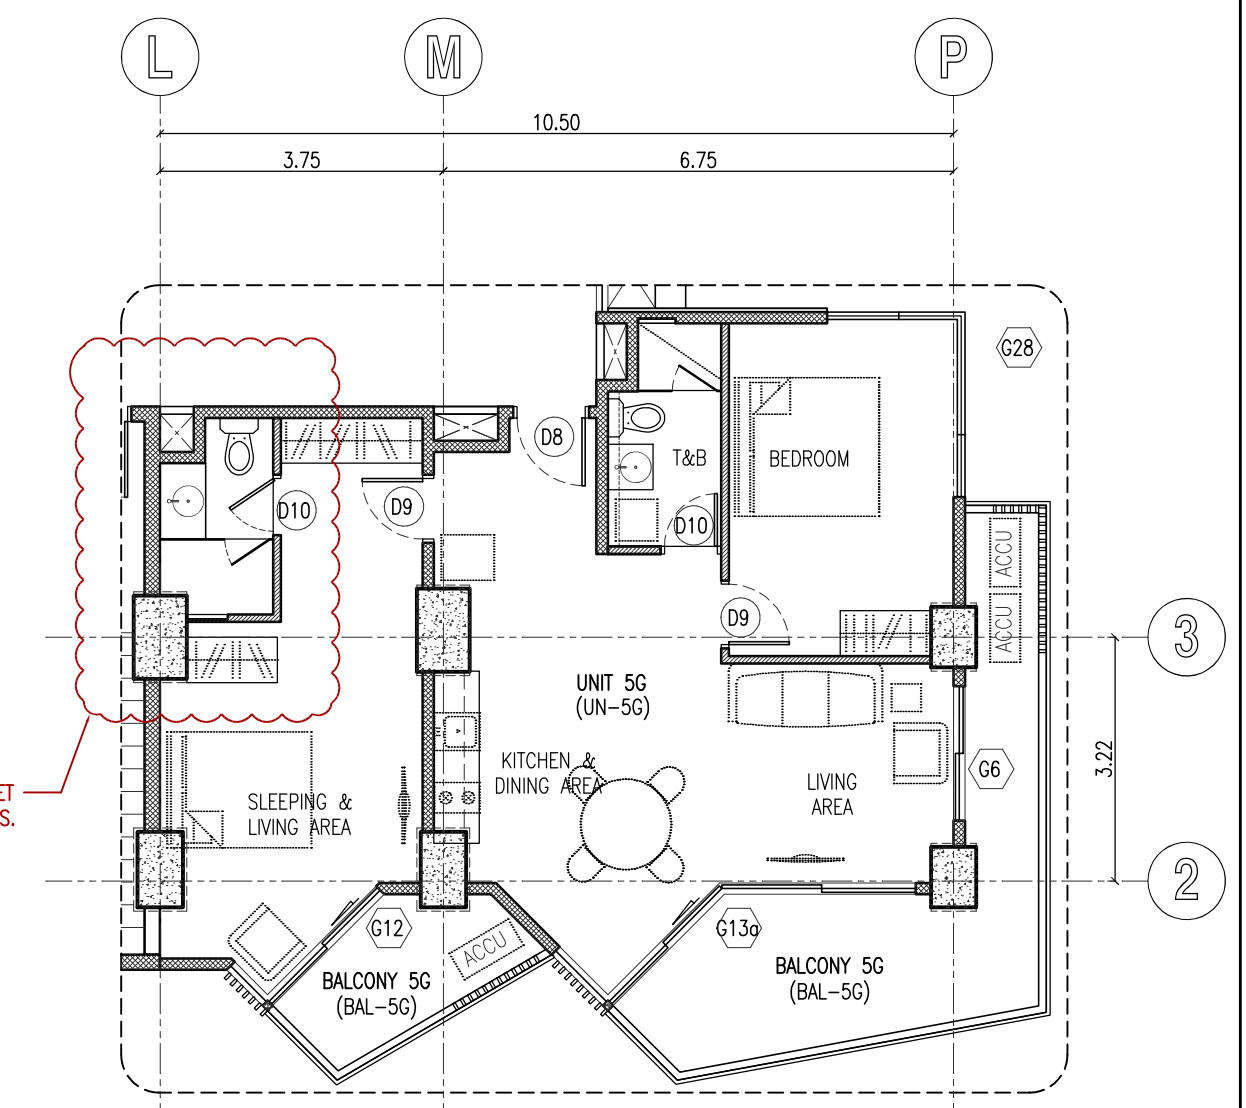 L
M
P
10.50
3.75
6.75
G28
D8
T&B
BEDROOM
D10
D9
D10
ACCU
ACCU
D9
3
UNIT 5G
(UN-5G)
3.22
G6
KITCHEN &
DINING AREA
LIVING
AREA
ET
S.
SLEEPING &
LIVING AREA
2
G12
G13a
ACCU
BALCONY 5G
(BAL-5G)
BALCONY 5G
(BAL-5G)